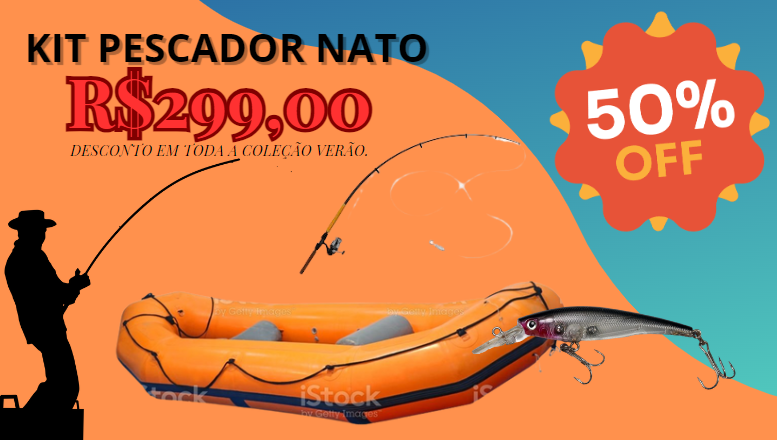 KIT PESCADOR NATO
R$299,00
DESCONTO EM TODA A COLEÇÃO VERÃO.
50%
OFF
iStock
by Getty Images